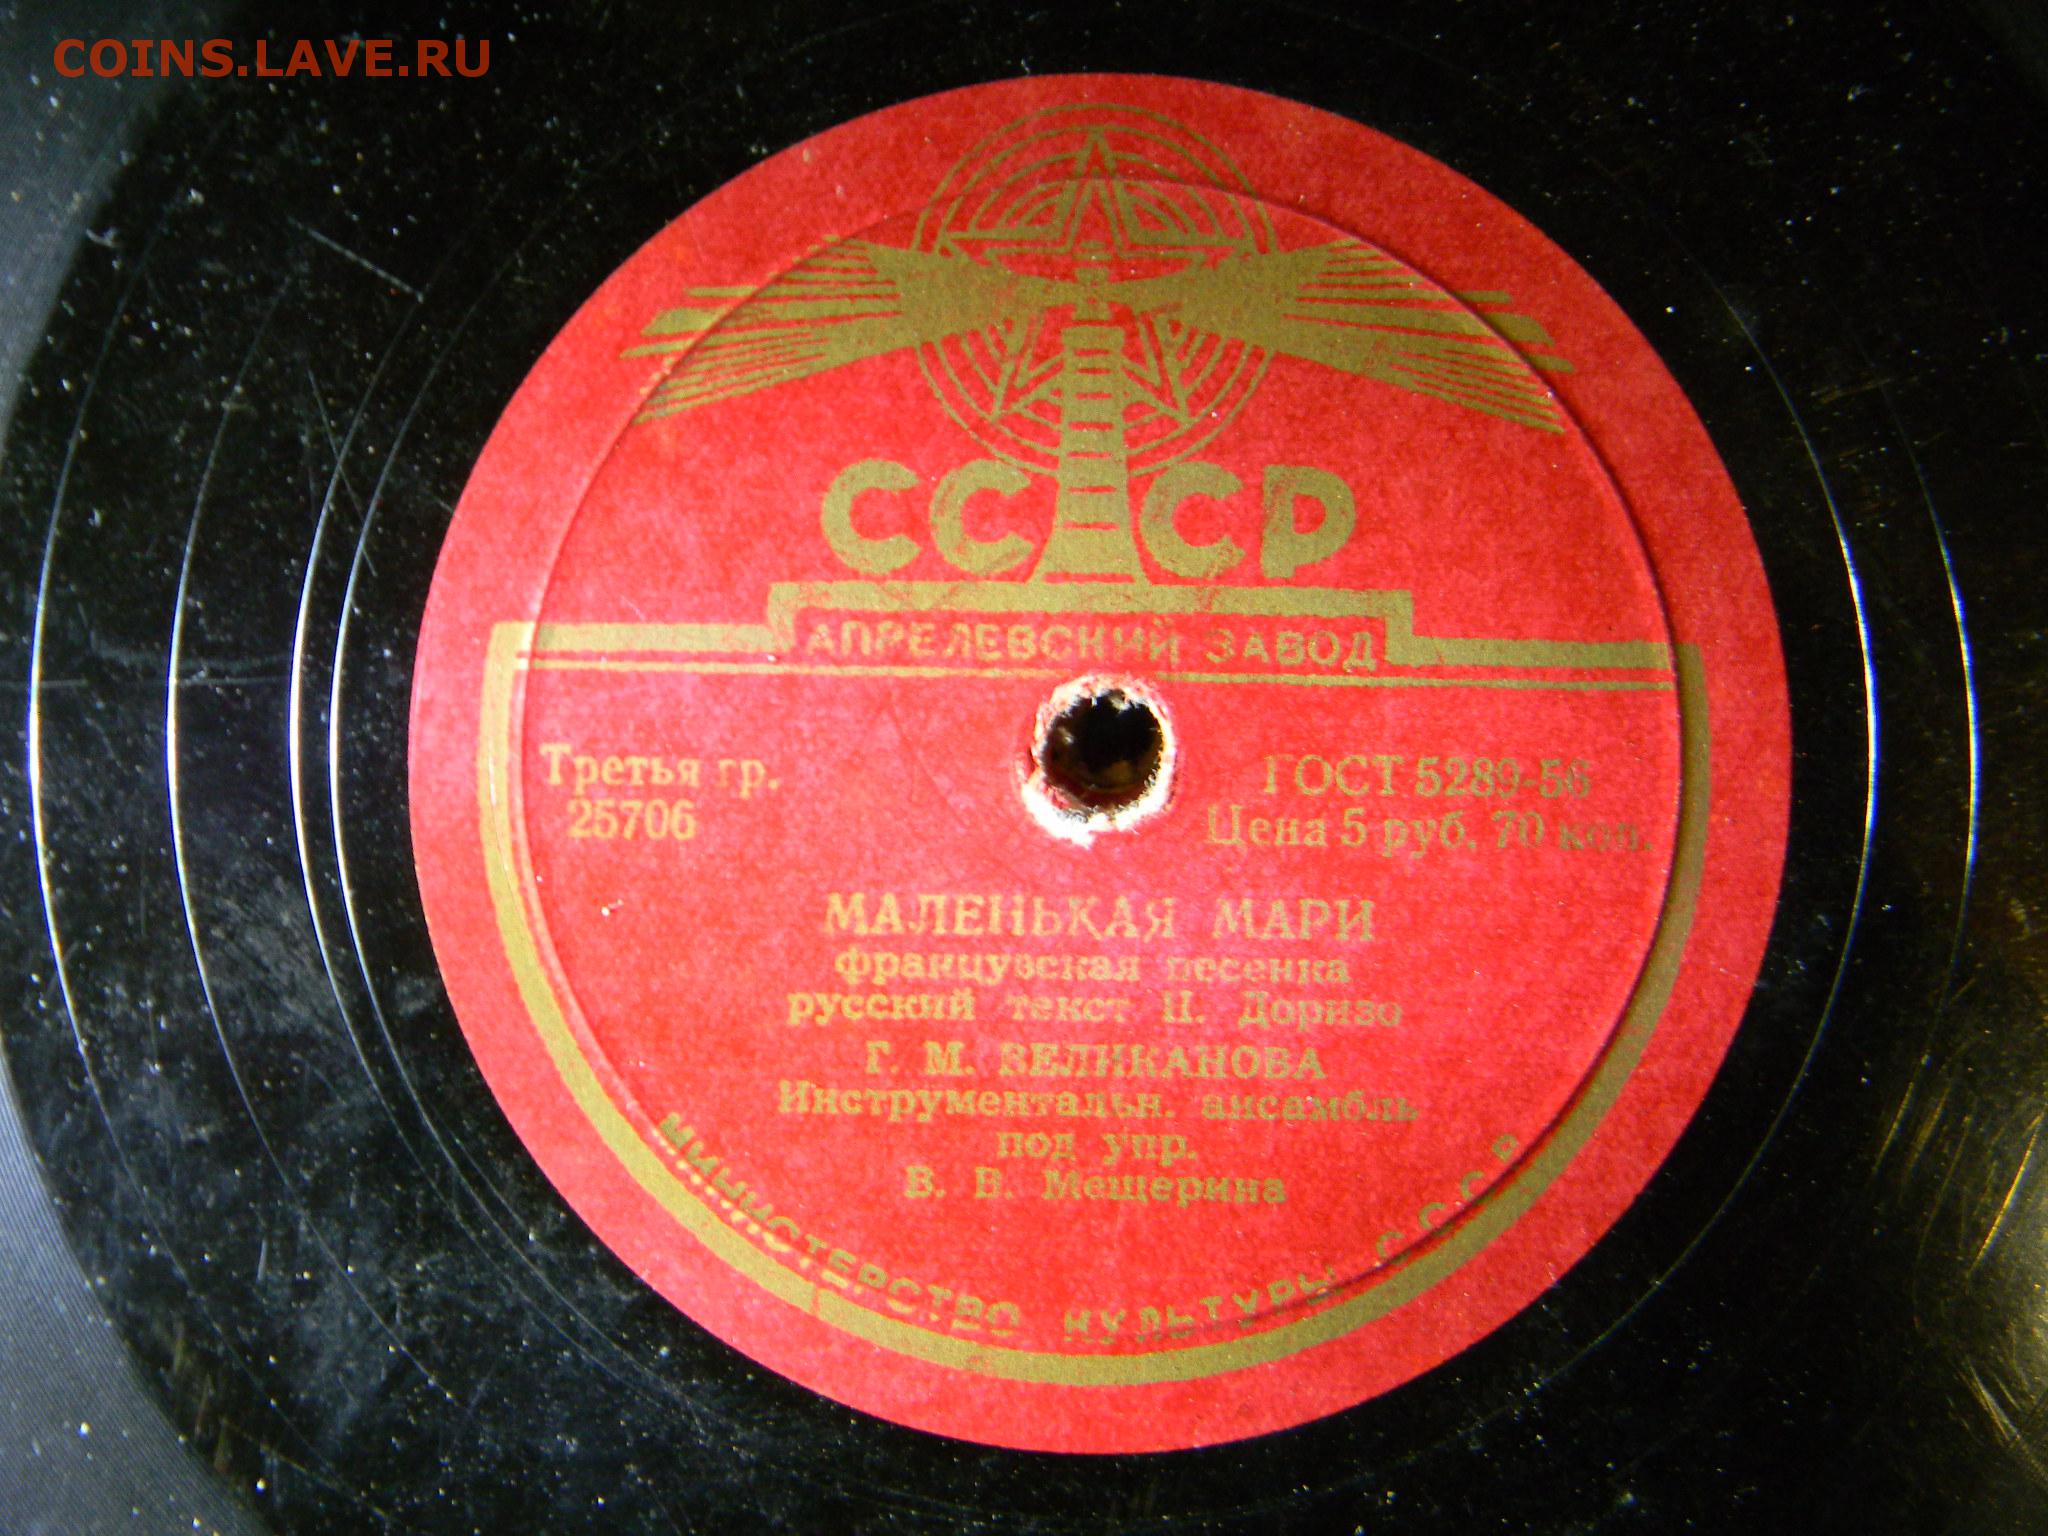 COINS.LAVE.RU
СССР
АПРЕЛЕВСКИЙ ЗАВОД
Третья гр.
25706
ГОСТ 5289-56
Цена 5 руб. 70 коп.
МАЛЕНЬКАЯ МАРИ
французская песенка
русский текст Н. Доризо
Г. М. ВЕЛИКАНОВА
Инструментальн. ансамбль
под упр.
В. В. Мещерина
МИНИСТЕРСТВО КУЛЬТУРЫ СССР